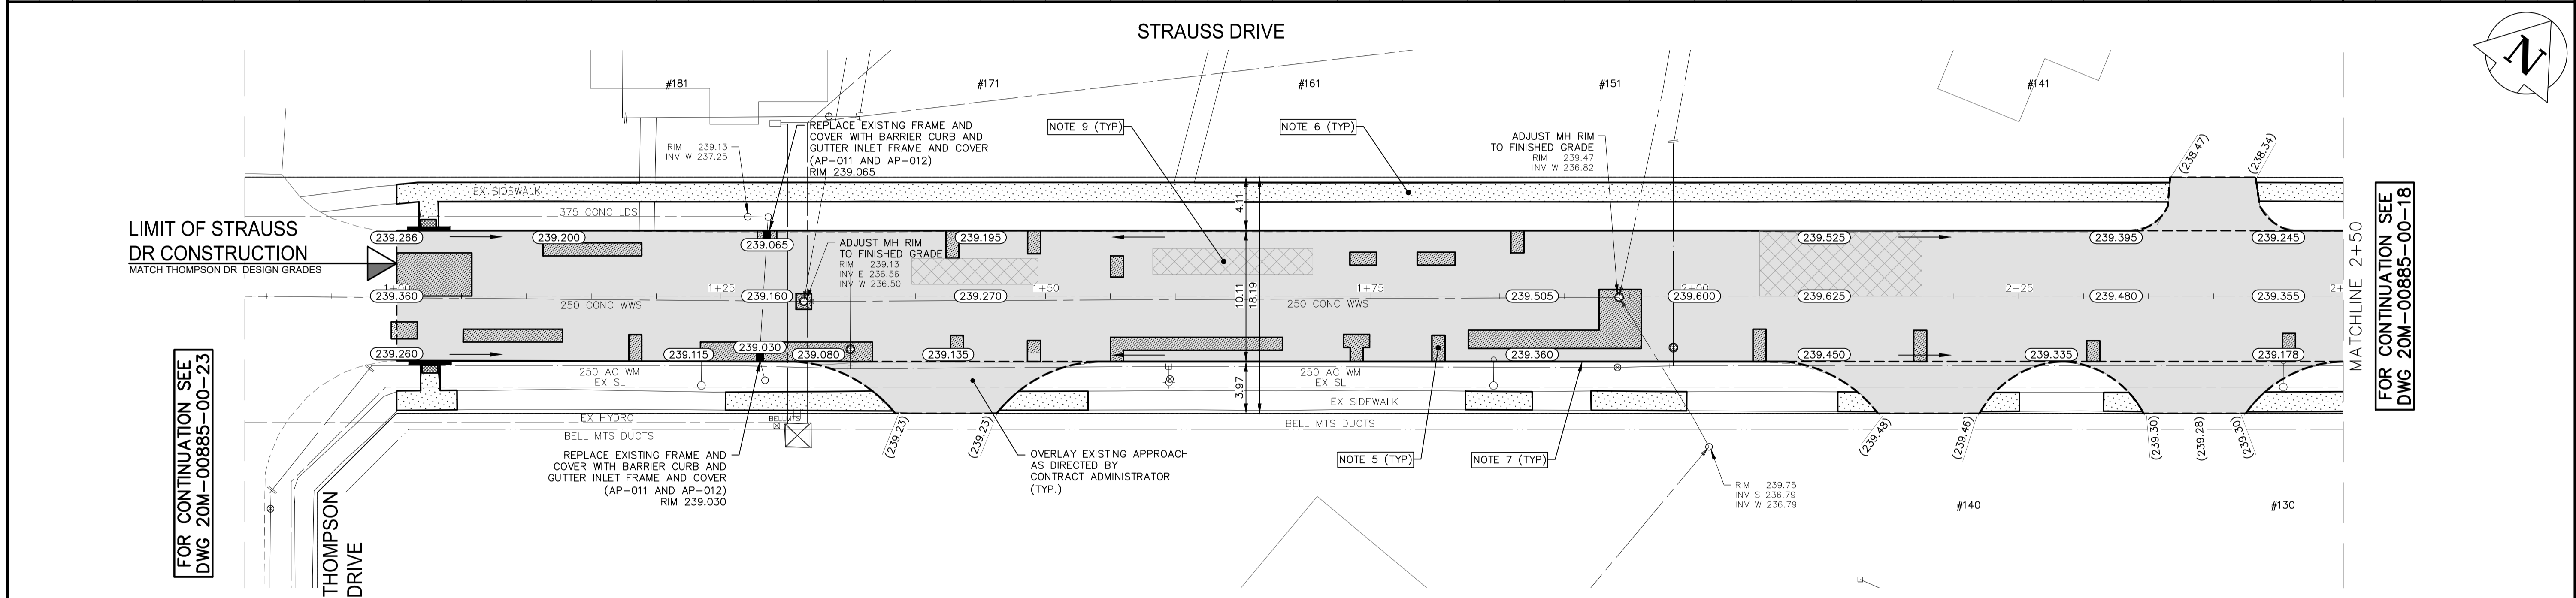 STRAUSS DRIVE
N
#181
#171
#161
#151
#141
REPLACE EXISTING FRAME AND
COVER WITH BARRIER CURB AND
GUTTER INLET FRAME AND COVER
(AP-011 AND AP-012)
RIM 239.065
RIM 239.13
INV W 237.25
NOTE 9 (TYP)
NOTE 6 (TYP)
ADJUST MH RIM
TO FINISHED GRADE
RIM 239.47
INV W 236.82
(238.47)
(238.34)
EX SIDEWALK
375 CONC LDS
4.11
LIMIT OF STRAUSS
DR CONSTRUCTION
MATCH THOMPSON DR DESIGN GRADES
239.266
239.200
239.065
239.195
239.525
239.395
239.245
ADJUST MH RIM
TO FINISHED GRADE
RIM 239.13
INV E 236.56
INV W 236.50
1+00
1+25
1+50
1+75
2+00
2+25
2+
239.360
239.160
239.270
239.505
239.600
239.625
239.480
239.355
250 CONC WWS
250 CONC WWS
10.11
18.19
MATCHLINE 2+50
FOR CONTINUATION SEE
DWG 20M-00885-00-18
239.260
239.115
239.030
239.080
239.135
239.360
239.450
239.335
239.178
250 AC WM
EX SL
250 AC WM
EX SL
3.97
EX SIDEWALK
EX HYDRO
BELLMTS
BELL MTS DUCTS
BELL MTS DUCTS
(239.23)
(239.23)
(239.48)
(239.46)
(239.30)
(239.28)
(239.30)
FOR CONTINUATION SEE
DWG 20M-00885-00-23
REPLACE EXISTING FRAME AND
COVER WITH BARRIER CURB AND
GUTTER INLET FRAME AND COVER
(AP-011 AND AP-012)
RIM 239.030
OVERLAY EXISTING APPROACH
AS DIRECTED BY
CONTRACT ADMINISTRATOR
(TYP.)
NOTE 5 (TYP)
NOTE 7 (TYP)
RIM 239.75
INV S 236.79
INV W 236.79
#140
#130
THOMPSON
DRIVE